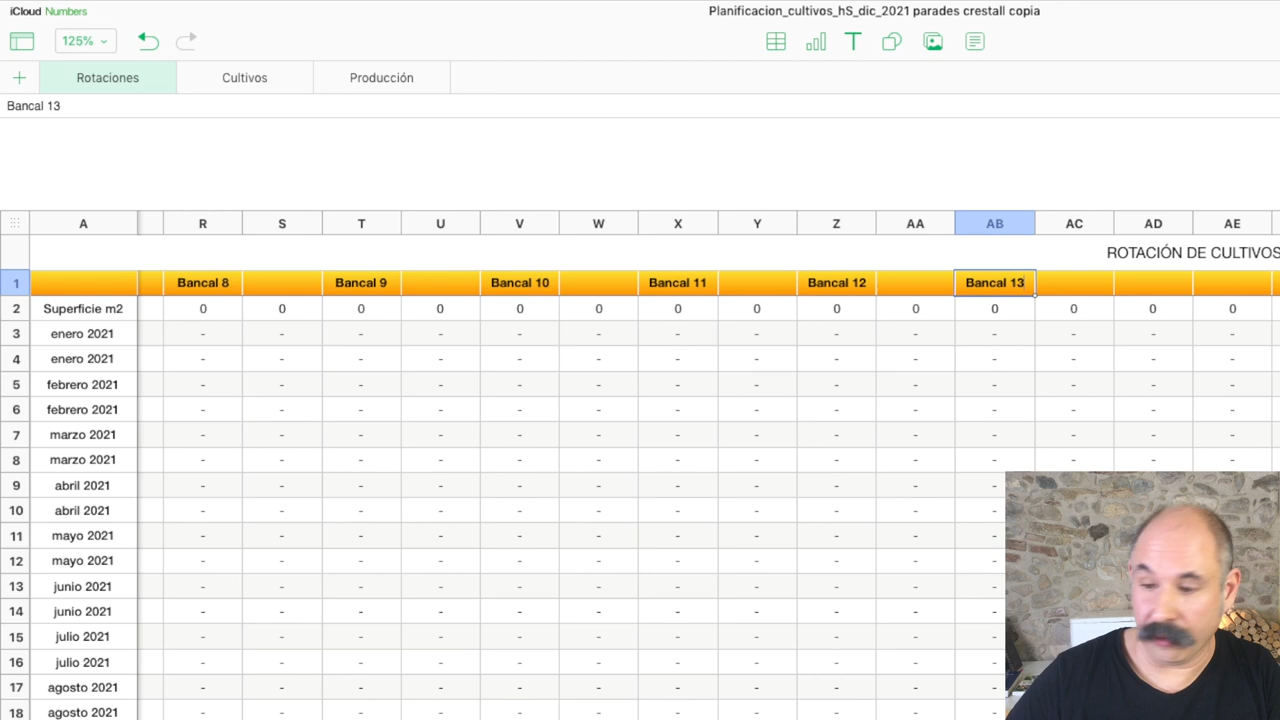 iCloud Numbers
Planificacion_cultivos_hS_dic_2021 parades crestall copia
125%
Rotaciones Cultivos Producción
Bancal 13
A R S T U V W X Y Z AA AB AC AD AE
ROTACIÓN DE CULTIVOS
1 Bancal 8 Bancal 9 Bancal 10 Bancal 11 Bancal 12 Bancal 13
2 Superficie m2 0 0 0 0 0 0 0 0 0 0 0 0 0 0
3 enero 2021 - - - - - - - - - - - - - -
4 enero 2021 - - - - - - - - - - - - - -
5 febrero 2021 - - - - - - - - - - - - - -
6 febrero 2021 - - - - - - - - - - - - - -
7 marzo 2021 - - - - - - - - - - - - - -
8 marzo 2021 - - - - - - - - - - - - - -
9 abril 2021 - - - - - - - - - - -
10 abril 2021 - - - - - - - - - - -
11 mayo 2021 - - - - - - - - - - -
12 mayo 2021 - - - - - - - - - - -
13 junio 2021 - - - - - - - - - - -
14 junio 2021 - - - - - - - - - - -
15 julio 2021 - - - - - - - - - - -
16 julio 2021 - - - - - - - - - - -
17 agosto 2021 - - - - - - - - - - -
18 agosto 2021 - - - - - - - - - - -